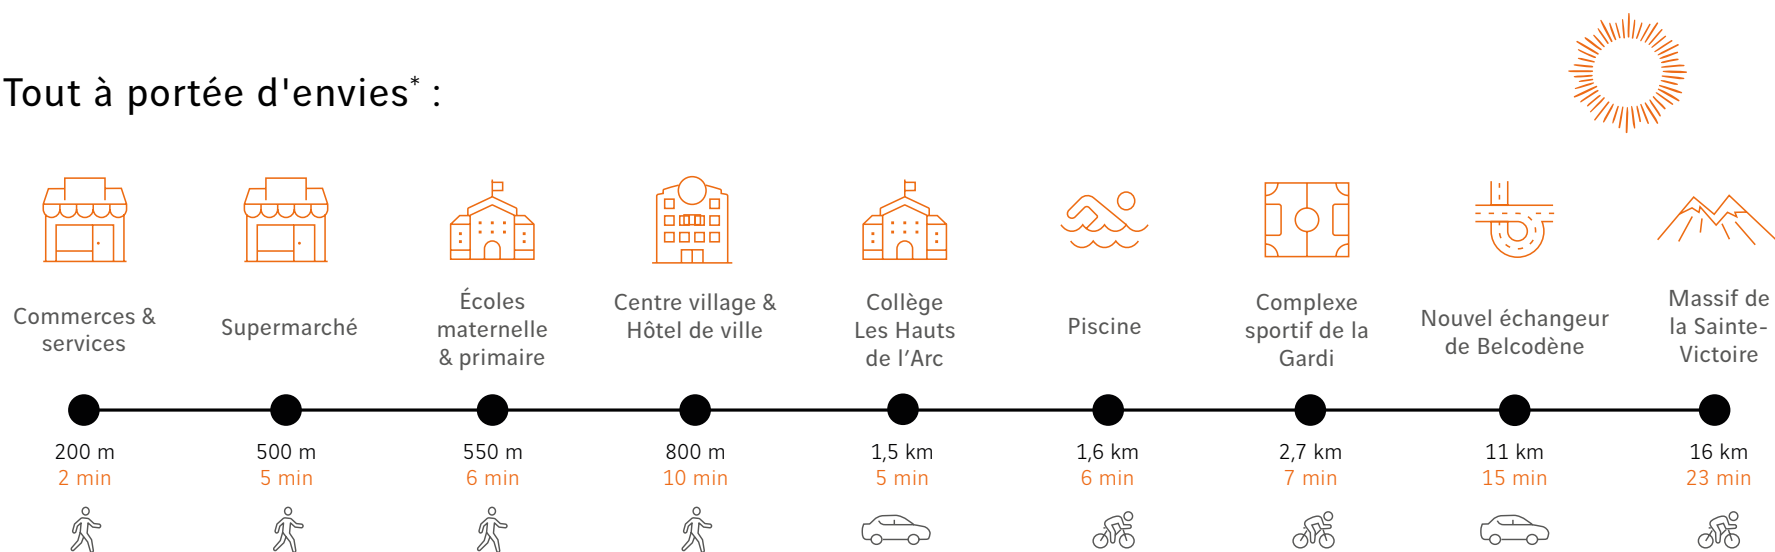 Tout à portée d'envies* :
Commerces &
services
Supermarché
Écoles
maternelle
& primaire
Centre village &
Hôtel de ville
Collège
Les Hauts
de l'Arc
Piscine
Complexe
sportif de la
Gardi
Nouvel échangeur
de Belcodène
Massif de
la Sainte-
Victoire
200 m
2 min
500 m
5 min
550 m
6 min
800 m
10 min
1,5 km
5 min
1,6 km
6 min
2,7 km
7 min
11 km
15 min
16 km
23 min